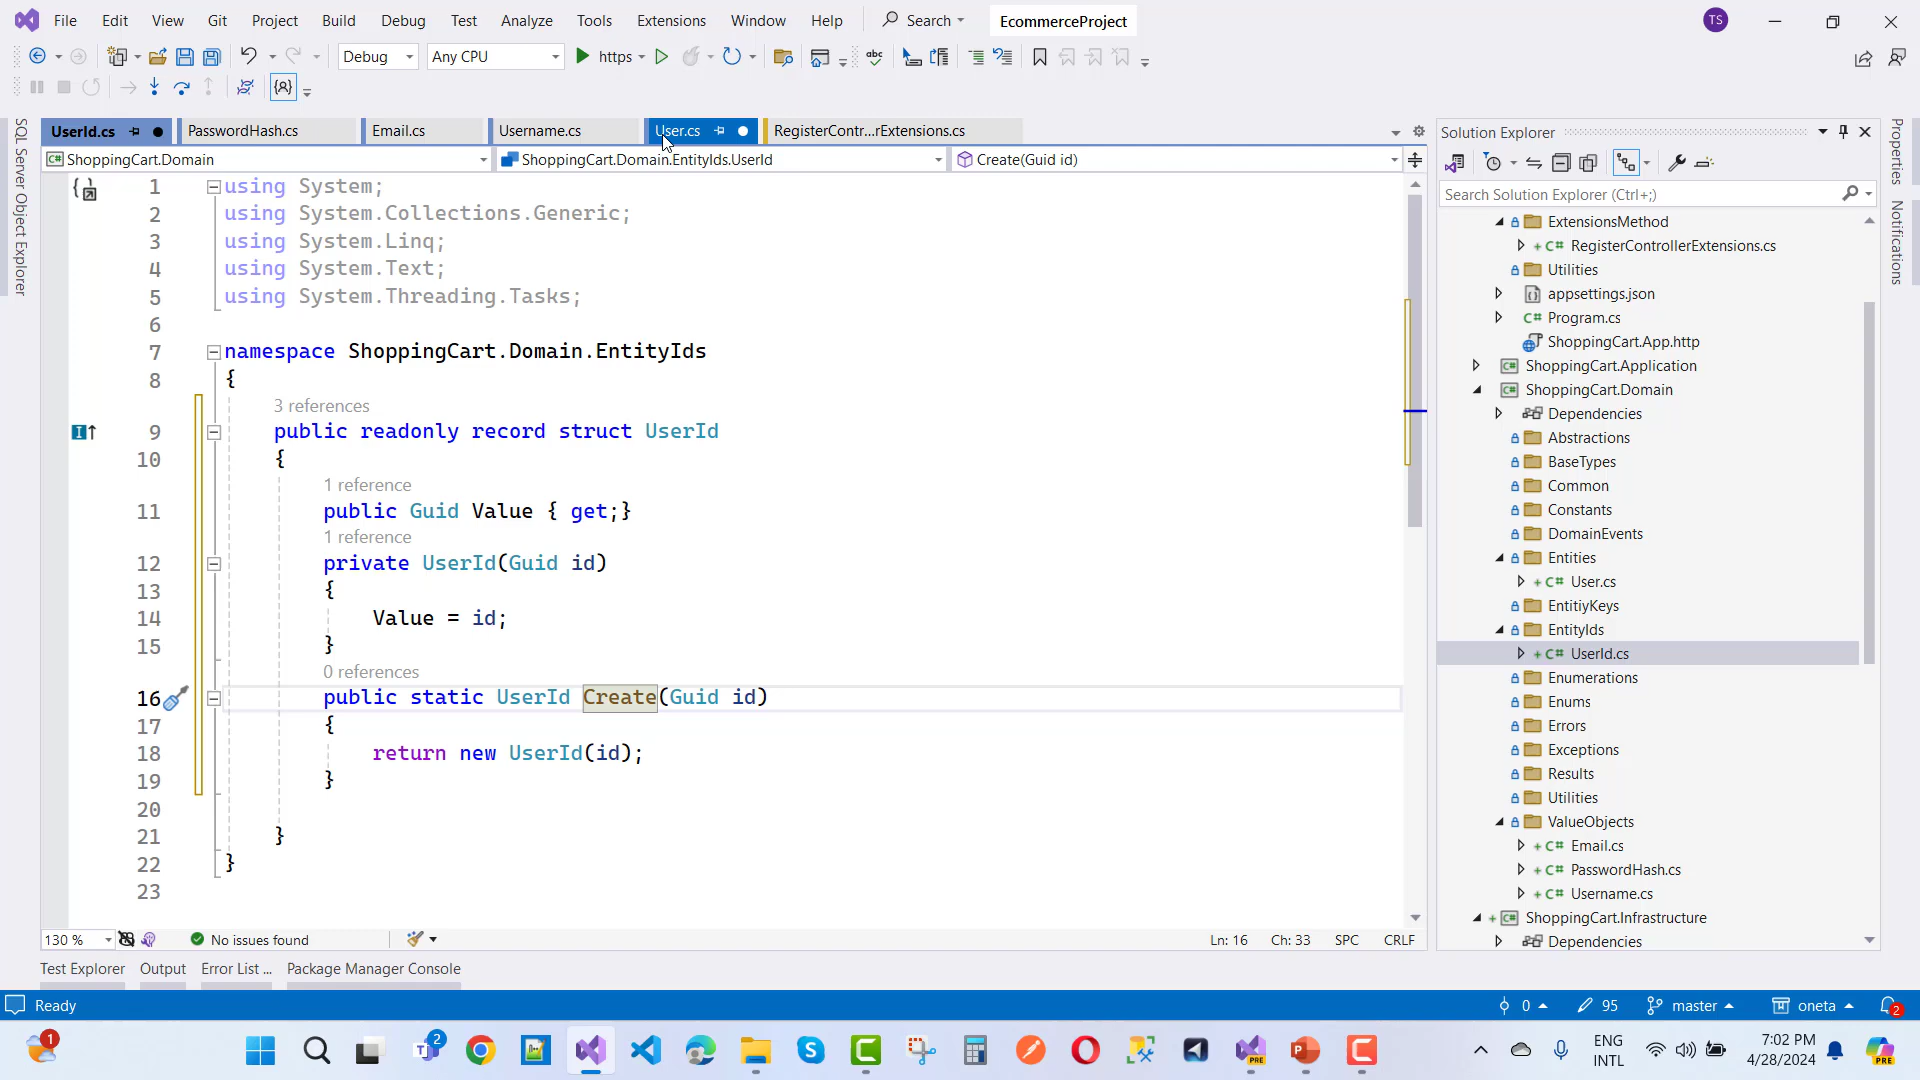 File Edit View Git Project Build Debug Test Analyze Tools Extensions Window Help Search EcommerceProject TS
Debug Any CPU https abc
UserId.cs PasswordHash.cs Email.cs Username.cs User.cs RegisterContr...rExtensions.cs
ShoppingCart.Domain ShoppingCart.Domain.EntityIds.UserId Create(Guid id)
1 using System;
2 using System.Collections.Generic;
3 using System.Linq;
4 using System.Text;
5 using System.Threading.Tasks;
6
7 namespace ShoppingCart.Domain.EntityIds
8 {
3 references
9 public readonly record struct UserId
10 {
1 reference
11 public Guid Value { get;}
1 reference
12 private UserId(Guid id)
13 {
14 Value = id;
15 }
0 references
16 public static UserId Create(Guid id)
17 {
18 return new UserId(id);
19 }
20
21 }
22 }
23
130 % No issues found Ln: 16 Ch: 33 SPC CRLF
Test Explorer Output Error List ... Package Manager Console
SQL Server Object Explorer
Solution Explorer
Search Solution Explorer (Ctrl+;)
ExtensionsMethod
C# RegisterControllerExtensions.cs
Utilities
appsettings.json
C# Program.cs
ShoppingCart.App.http
ShoppingCart.Application
ShoppingCart.Domain
Dependencies
Abstractions
BaseTypes
Common
Constants
DomainEvents
Entities
C# User.cs
EntitiyKeys
EntityIds
C# UserId.cs
Enumerations
Enums
Errors
Exceptions
Results
Utilities
ValueObjects
C# Email.cs
C# PasswordHash.cs
C# Username.cs
ShoppingCart.Infrastructure
Dependencies
Properties
Notifications
Ready 0 95 master oneta 2
1 2 PRE ENG INTL 7:02 PM 4/28/2024 PRE